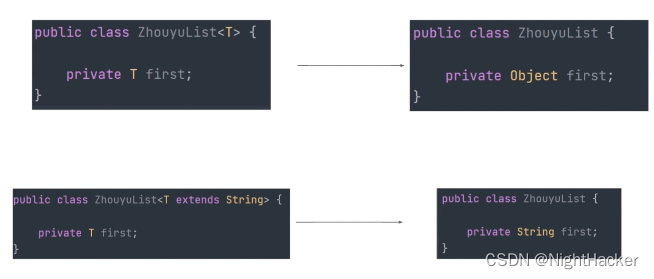 public class ZhouyuList<T> {
private T first;
}
public class ZhouyuList {
private Object first;
}
public class ZhouyuList<T extends String> {
private T first;
}
public class ZhouyuList {
private String first;
}
CSDN @NightHacker